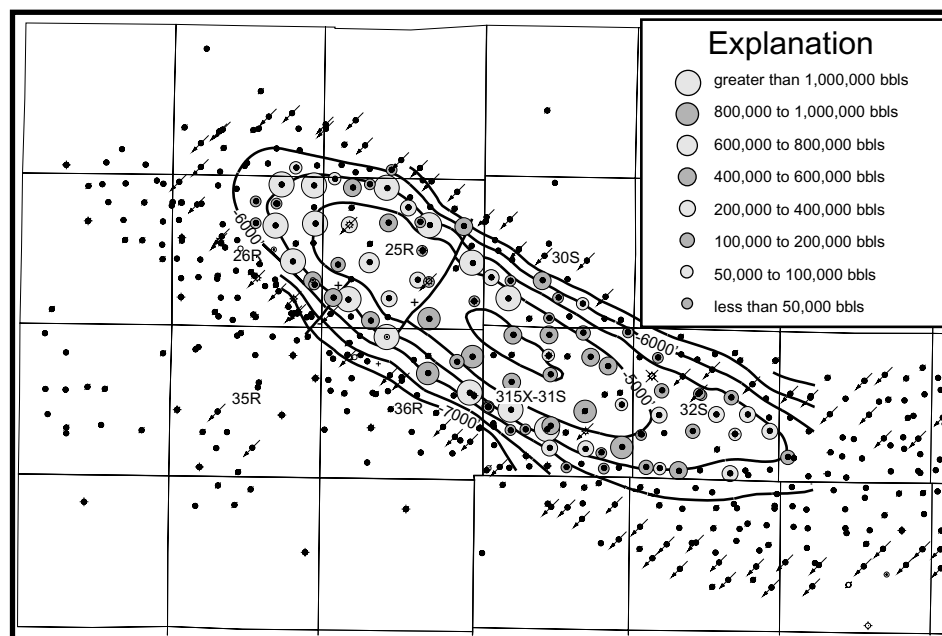 Explanation
greater than 1,000,000 bbls
800,000 to 1,000,000 bbls
600,000 to 800,000 bbls
400,000 to 600,000 bbls
200,000 to 400,000 bbls
100,000 to 200,000 bbls
50,000 to 100,000 bbls
less than 50,000 bbls
-6000'
26R
25R
30S
-6000'
-5000'
35R
36R
-7000'
315X-31S
32S